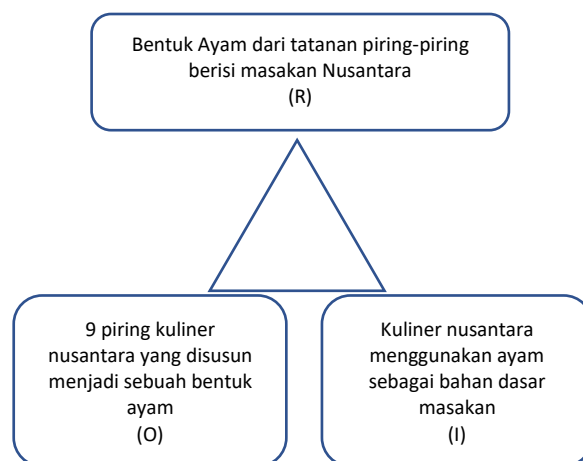 Bentuk Ayam dari tatanan piring-piring
berisi masakan Nusantara
(R)
9 piring kuliner
nusantara yang disusun
menjadi sebuah bentuk
ayam
(O)
Kuliner nusantara
menggunakan ayam
sebagai bahan dasar
masakan
(I)